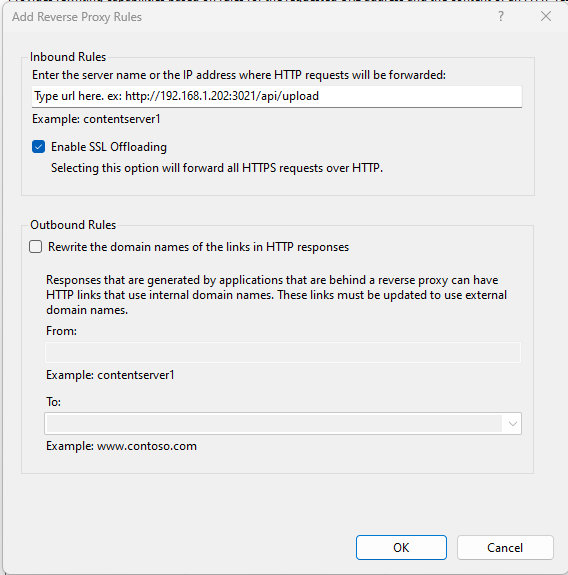 Add Reverse Proxy Rules
?
Inbound Rules
Enter the server name or the IP address where HTTP requests will be forwarded:
Type url here. ex: http://192.168.1.202:3021/api/upload
Example: contentserver1
Enable SSL Offloading
Selecting this option will forward all HTTPS requests over HTTP.
Outbound Rules
Rewrite the domain names of the links in HTTP responses
Responses that are generated by applications that are behind a reverse proxy can have
HTTP links that use internal domain names. These links must be updated to use external
domain names.
From:
Example: contentserver1
To:
Example: www.contoso.com
OK
Cancel